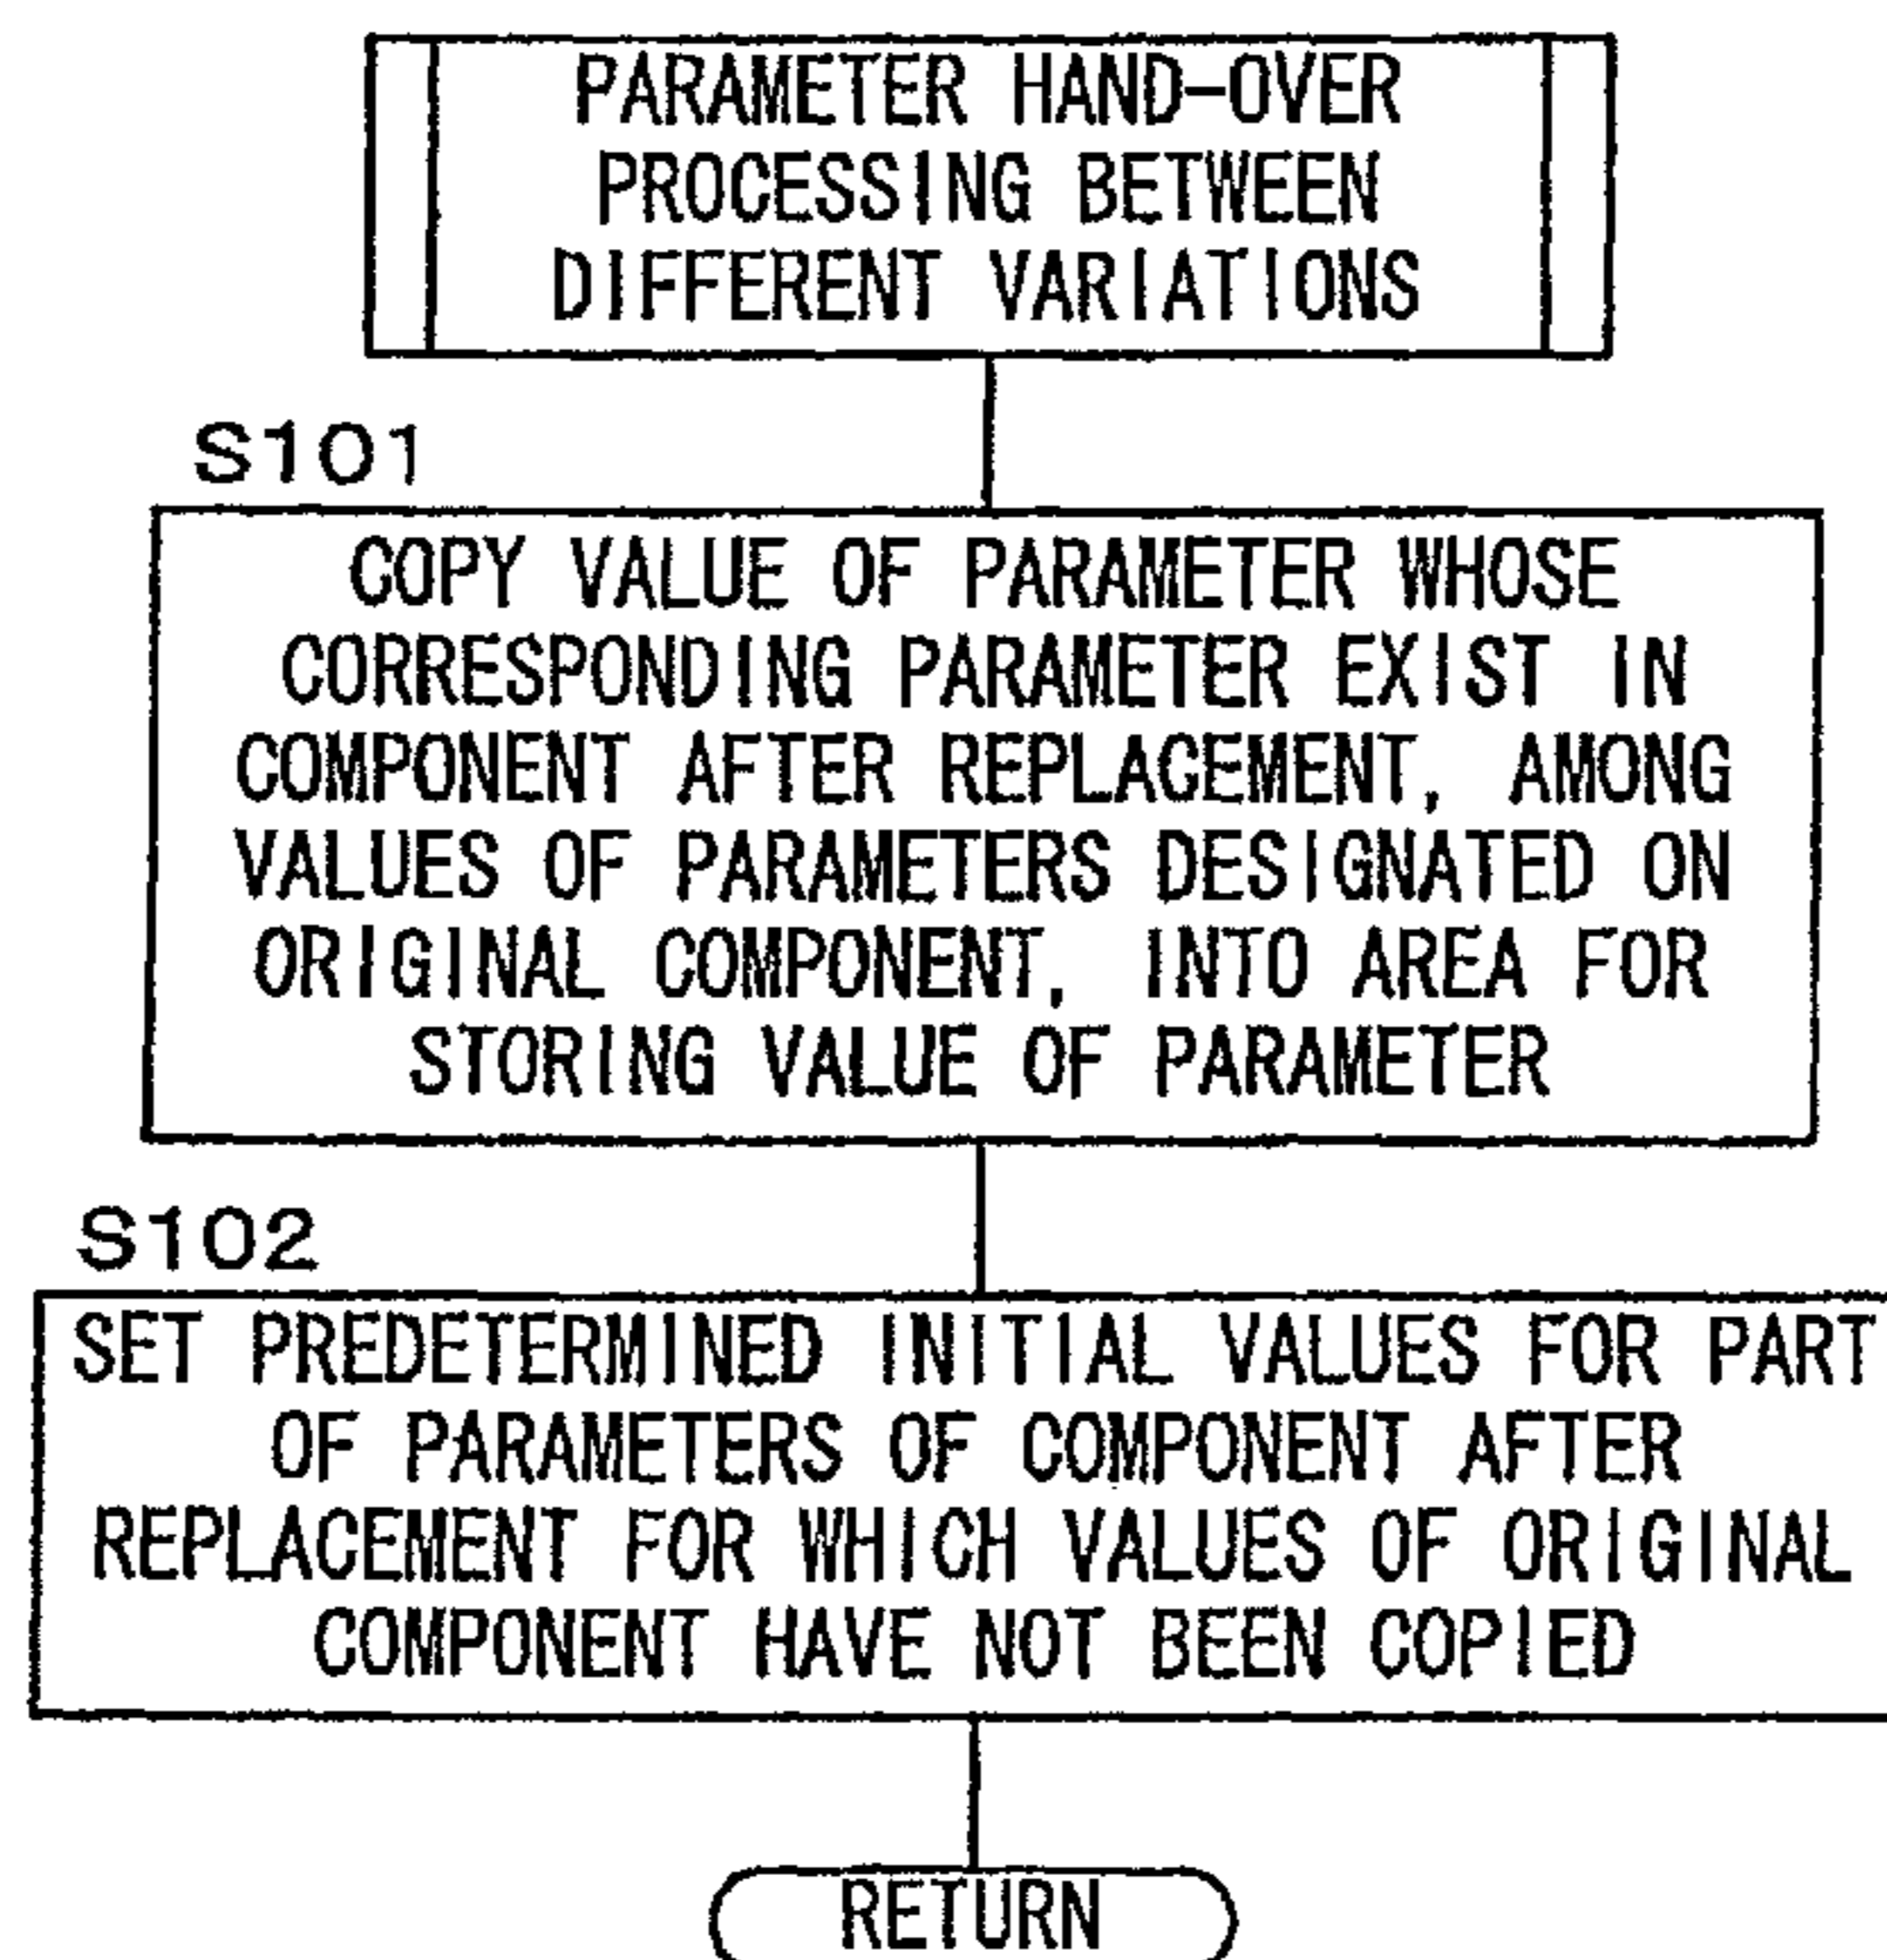 PARAMETER HAND-OVER
PROCESSING BETWEEN
DIFFERENT VARIATIONS
S101
COPY VALUE OF PARAMETER WHOSE
CORRESPONDING PARAMETER EXIST IN
COMPONENT AFTER REPLACEMENT, AMONG
VALUES OF PARAMETERS DESIGNATED ON
ORIGINAL COMPONENT, INTO AREA FOR
STORING VALUE OF PARAMETER
S102
SET PREDETERMINED INITIAL VALUES FOR PART
OF PARAMETERS OF COMPONENT AFTER
REPLACEMENT FOR WHICH VALUES OF ORIGINAL
COMPONENT HAVE NOT BEEN COPIED
RETURN